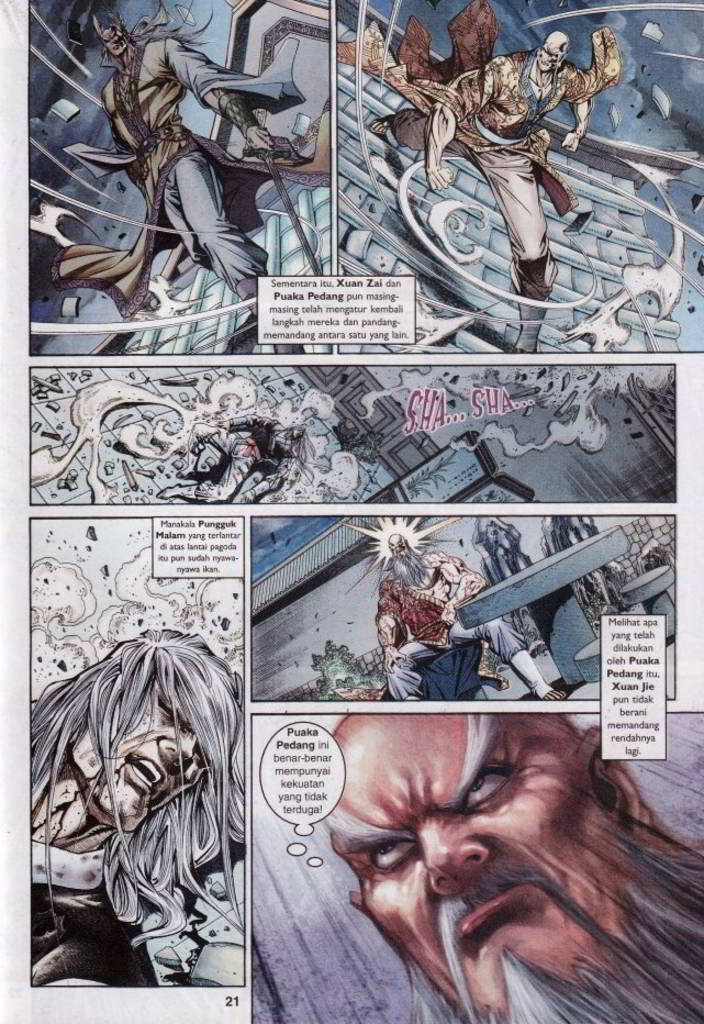 Sementara itu, Xuan Zai dan
Puaka Pedang pun masing-
masing telah mengatur kembali
langkah mereka dan pandang-
memandang antara satu yang lain.
SHA... SHA...
Manakala Pungguk
Malam yang terlantar
di atas lantai pagoda
itu pun sudah nyawa-
nyawa ikan.
Melihat apa
yang telah
dilakukan
oleh Puaka
Pedang itu,
Xuan Jie
pun tidak
berani
memandang
rendahnya
lagi.
Puaka
Pedang ini
benar-benar
mempunyai
kekuatan
yang tidak
terduga!
21